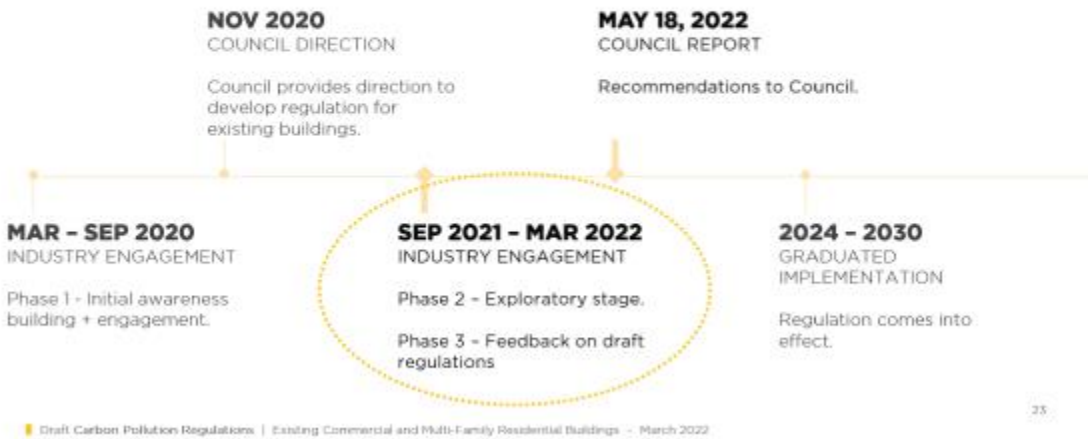 NOV 2020
COUNCIL DIRECTION
Council provides direction to
develop regulation for
existing buildings.
MAY 18, 2022
COUNCIL REPORT
Recommendations to Council.
MAR – SEP 2020
INDUSTRY ENGAGEMENT
Phase 1 - Initial awareness
building + engagement.
SEP 2021 – MAR 2022
INDUSTRY ENGAGEMENT
Phase 2 – Exploratory stage.
Phase 3 – Feedback on draft
regulations
2024 – 2030
GRADUATED
IMPLEMENTATION
Regulation comes into
effect.
23
Draft Carbon Pollution Regulations | Existing Commercial and Multi-Family Residential Buildings - March 2022